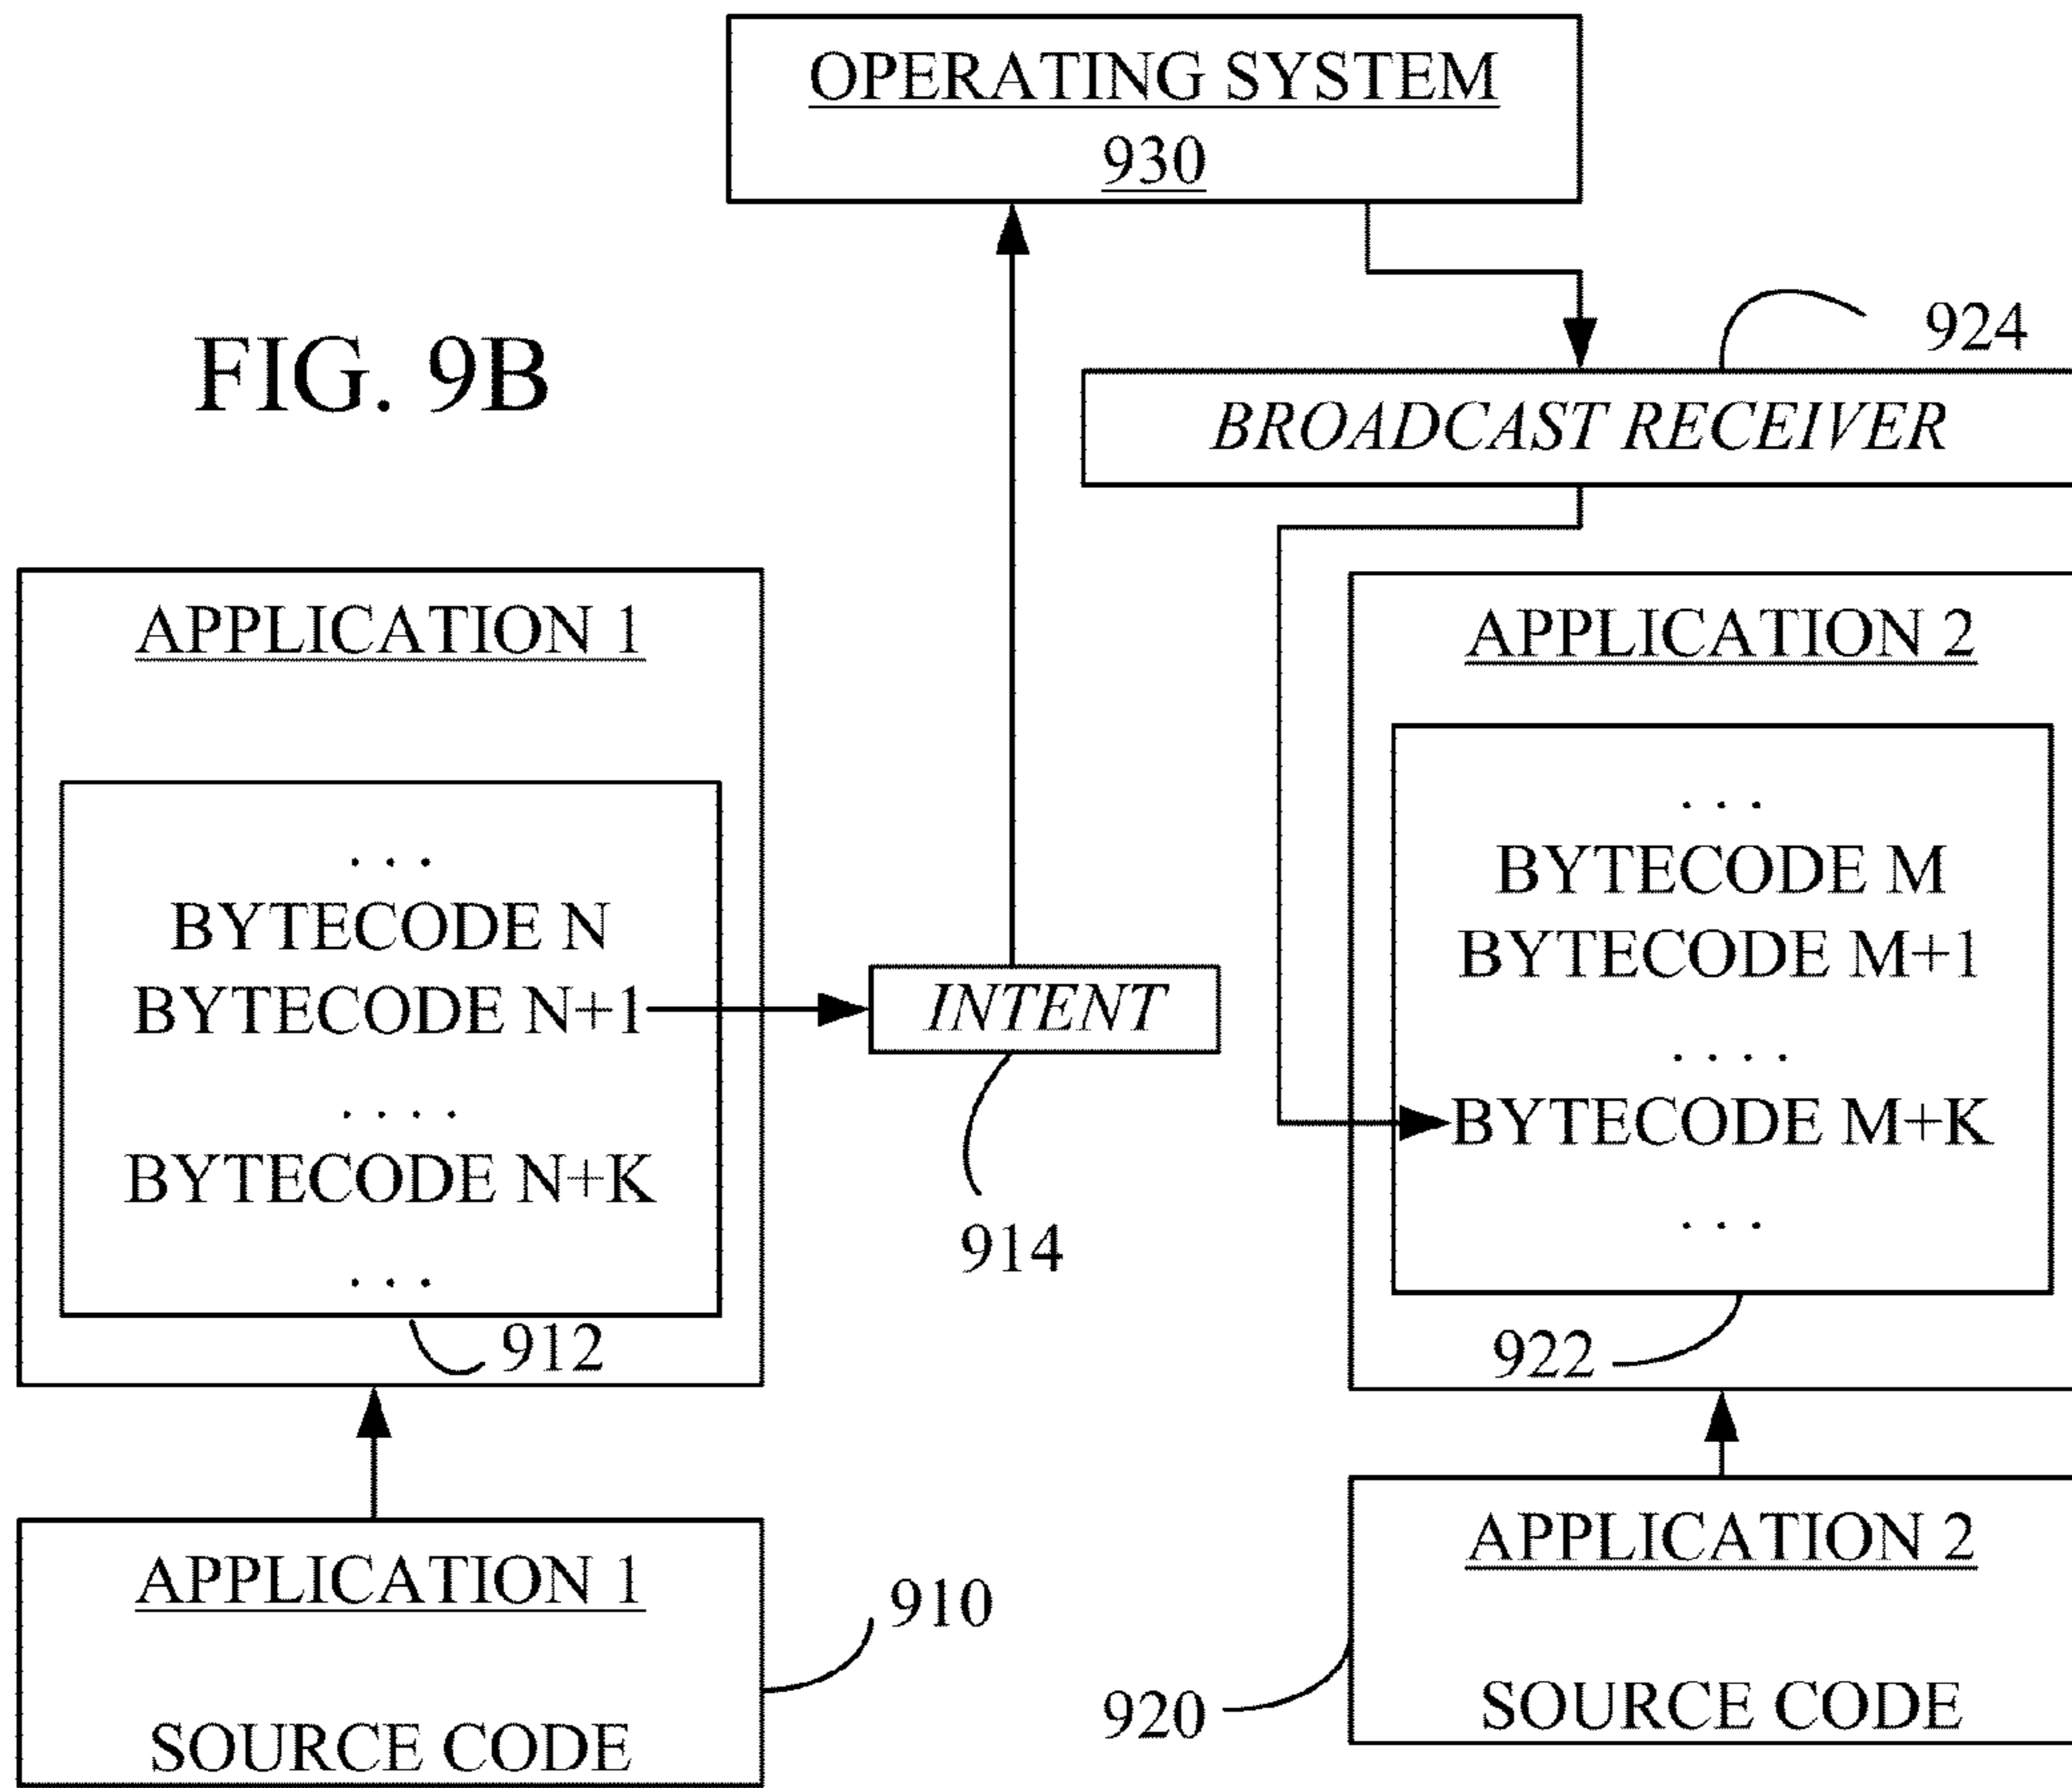 OPERATING SYSTEM
930
FIG. 9B
924
BROADCAST RECEIVER
APPLICATION 1
. . .
BYTECODE N
BYTECODE N+1
. . . .
BYTECODE N+K
. . .
912
INTENT
914
APPLICATION 2
. . .
BYTECODE M
BYTECODE M+1
. . . .
BYTECODE M+K
. . .
922
APPLICATION 1
SOURCE CODE
910
APPLICATION 2
SOURCE CODE
920